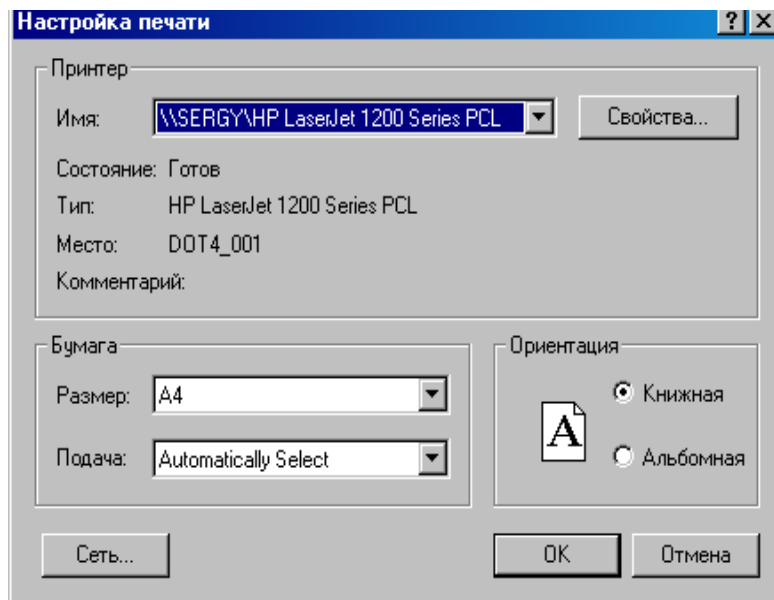 Настройка печати
Принтер
Имя: \\SERGY\HP LaserJet 1200 Series PCL Свойства...
Состояние: Готов
Тип: HP LaserJet 1200 Series PCL
Место: DOT4_001
Комментарий:
Бумага
Размер: A4
Подача: Automatically Select
Ориентация
A
Книжная
Альбомная
Сеть... OK Отмена